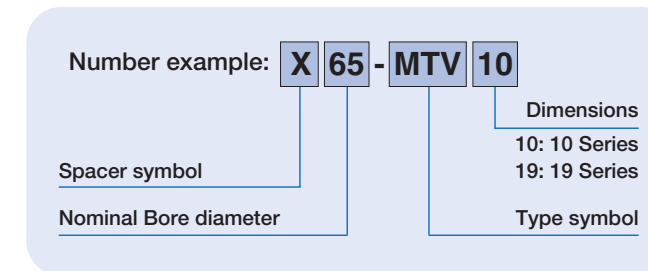 Number example: X 65 - MTV 10
Dimensions
10: 10 Series
Spacer symbol
19: 19 Series
Nominal Bore diameter
Type symbol